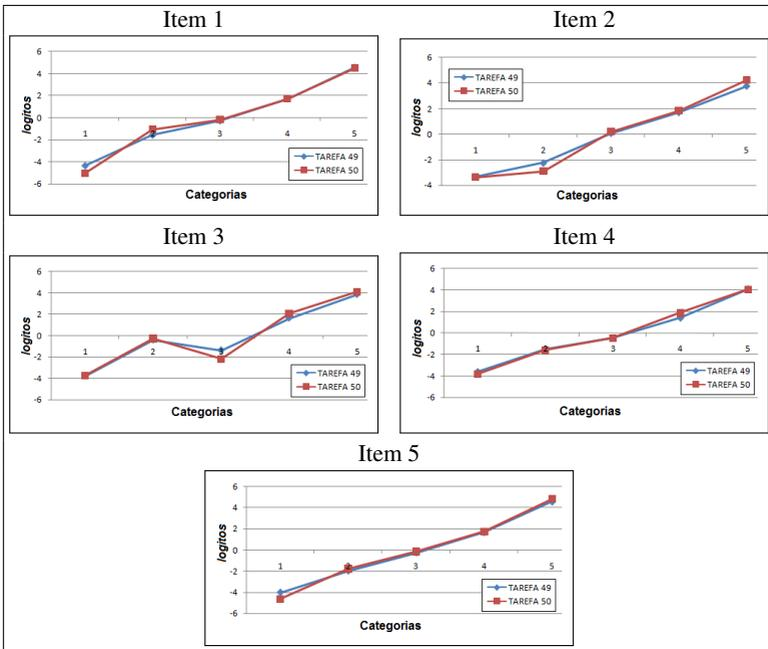 Item 1
6
4
2
0
-2
-4
-6
logitos
1 2 3 4 5
TAREFA 49
TAREFA 50
Categorias
Item 2
6
4
2
0
-2
-4
logitos
1 2 3 4 5
TAREFA 49
TAREFA 50
Categorias
Item 3
6
4
2
0
-2
-4
-6
logitos
1 2 3 4 5
TAREFA 49
TAREFA 50
Categorias
Item 4
6
4
2
0
-2
-4
-6
logitos
1 2 3 4 5
TAREFA 49
TAREFA 50
Categorias
Item 5
6
4
2
0
-2
-4
-6
logitos
1 2 3 4 5
TAREFA 49
TAREFA 50
Categorias